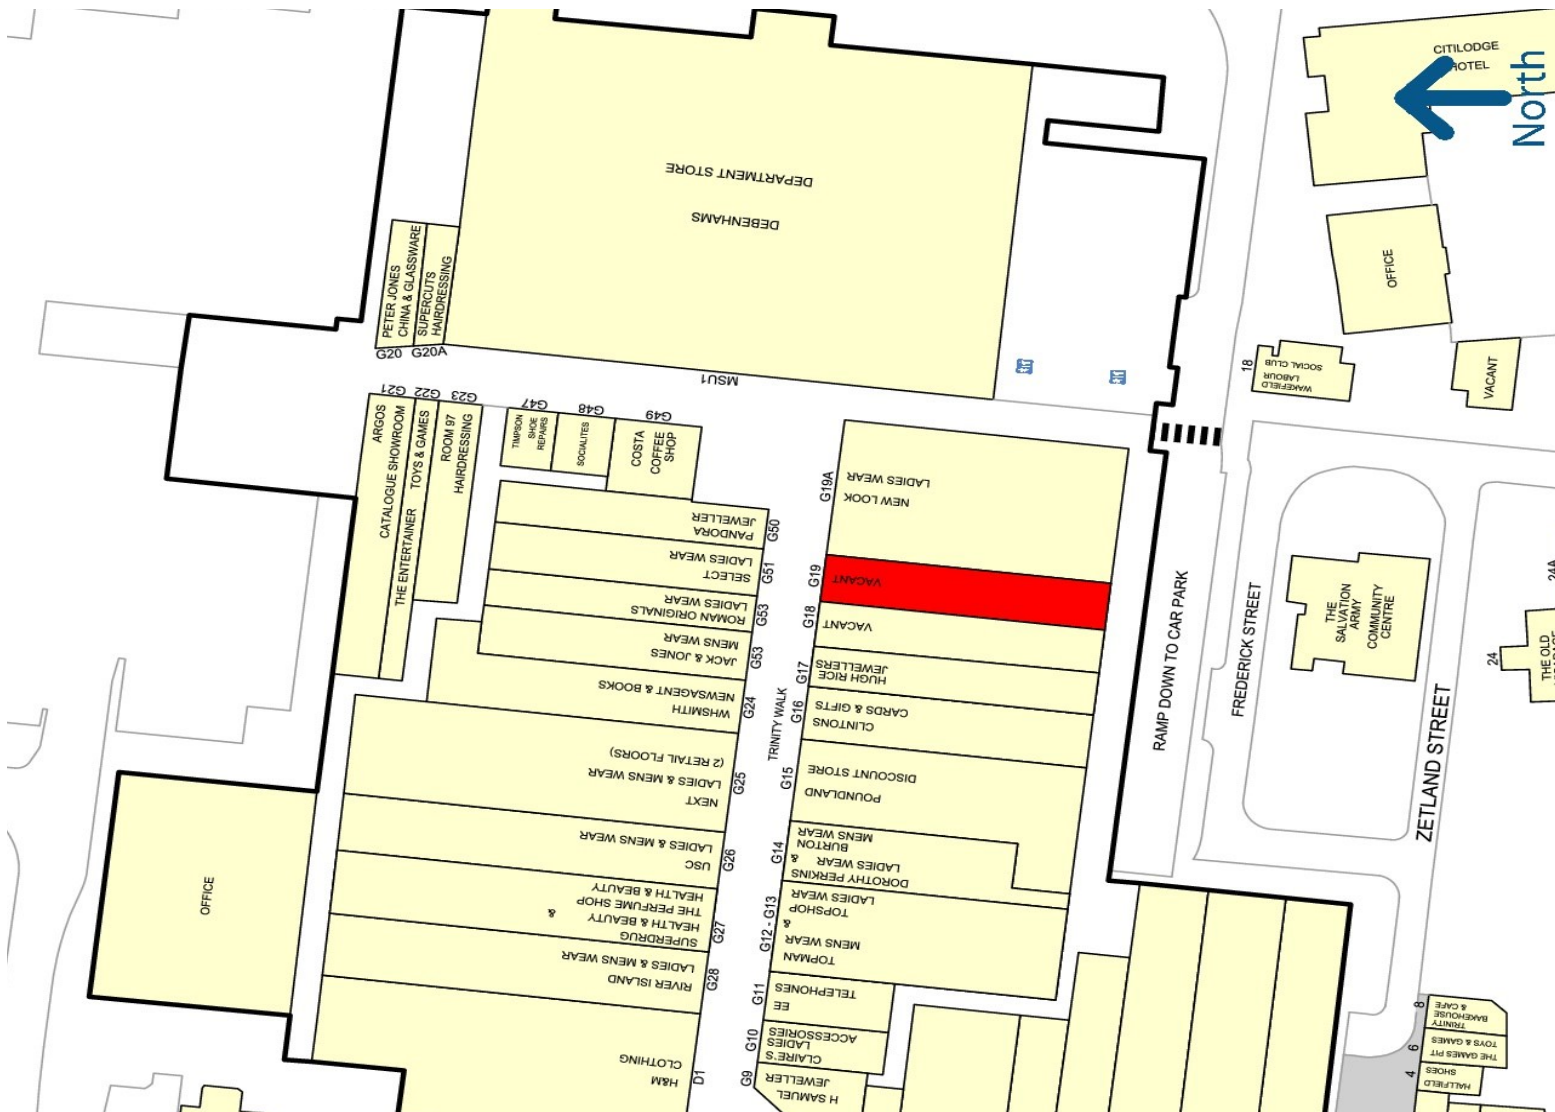 CITILODGE
HOTEL
North
DEPARTMENT STORE
DEBENHAMS
OFFICE
PETER JONES
CHINA & GLASSWARE
SUPERCUTS
HAIRDRESSING
G20
G20A
MSU1
18
WAKEFIELD
LABOUR
SOCIAL CLUB
VACANT
G21
G22
G23
ARGOS
CATALOGUE SHOWROOM
THE ENTERTAINER TOYS & GAMES
ROOM 97
HAIRDRESSING
G47
G48
G49
TIMPSON
SHOE
REPAIRS
SOCIALITES
COSTA
COFFEE
SHOP
PANDORA
JEWELLER
G50
SELECT
LADIES WEAR
G51
ROMAN ORIGINALS
LADIES WEAR
G53
JACK & JONES
MENS WEAR
G53
WHSMITH
NEWSAGENT & BOOKS
G24
NEXT
LADIES & MENS WEAR
(2 RETAIL FLOORS)
G25
USC
LADIES & MENS WEAR
G26
SUPERDRUG
HEALTH & BEAUTY
&
THE PERFUME SHOP
HEALTH & BEAUTY
G27
RIVER ISLAND
LADIES & MENS WEAR
G28
H&M
CLOTHING
D1
TRINITY WALK
G19A
NEW LOOK
LADIES WEAR
G19
VACANT
G18
VACANT
G17
HUGH RICE
JEWELLERS
G16
CLINTONS
CARDS & GIFTS
G15
POUNDLAND
DISCOUNT STORE
G14
DOROTHY PERKINS
LADIES WEAR
&
BURTON
MENS WEAR
G12 - G13
TOPMAN
MENS WEAR
&
TOPSHOP
LADIES WEAR
G11
EE
TELEPHONES
G10
CLAIRE'S
LADIES
ACCESSORIES
G9
H SAMUEL
JEWELLER
OFFICE
RAMP DOWN TO CAR PARK
FREDERICK STREET
THE
SALVATION
ARMY
COMMUNITY
CENTRE
ZETLAND STREET
24A
24
THE OLD
8
TRINITY
BAKEHOUSE
& CAFE
6
THE GAMES PIT
TOYS & GAMES
4
HALLFIELD
SHOES